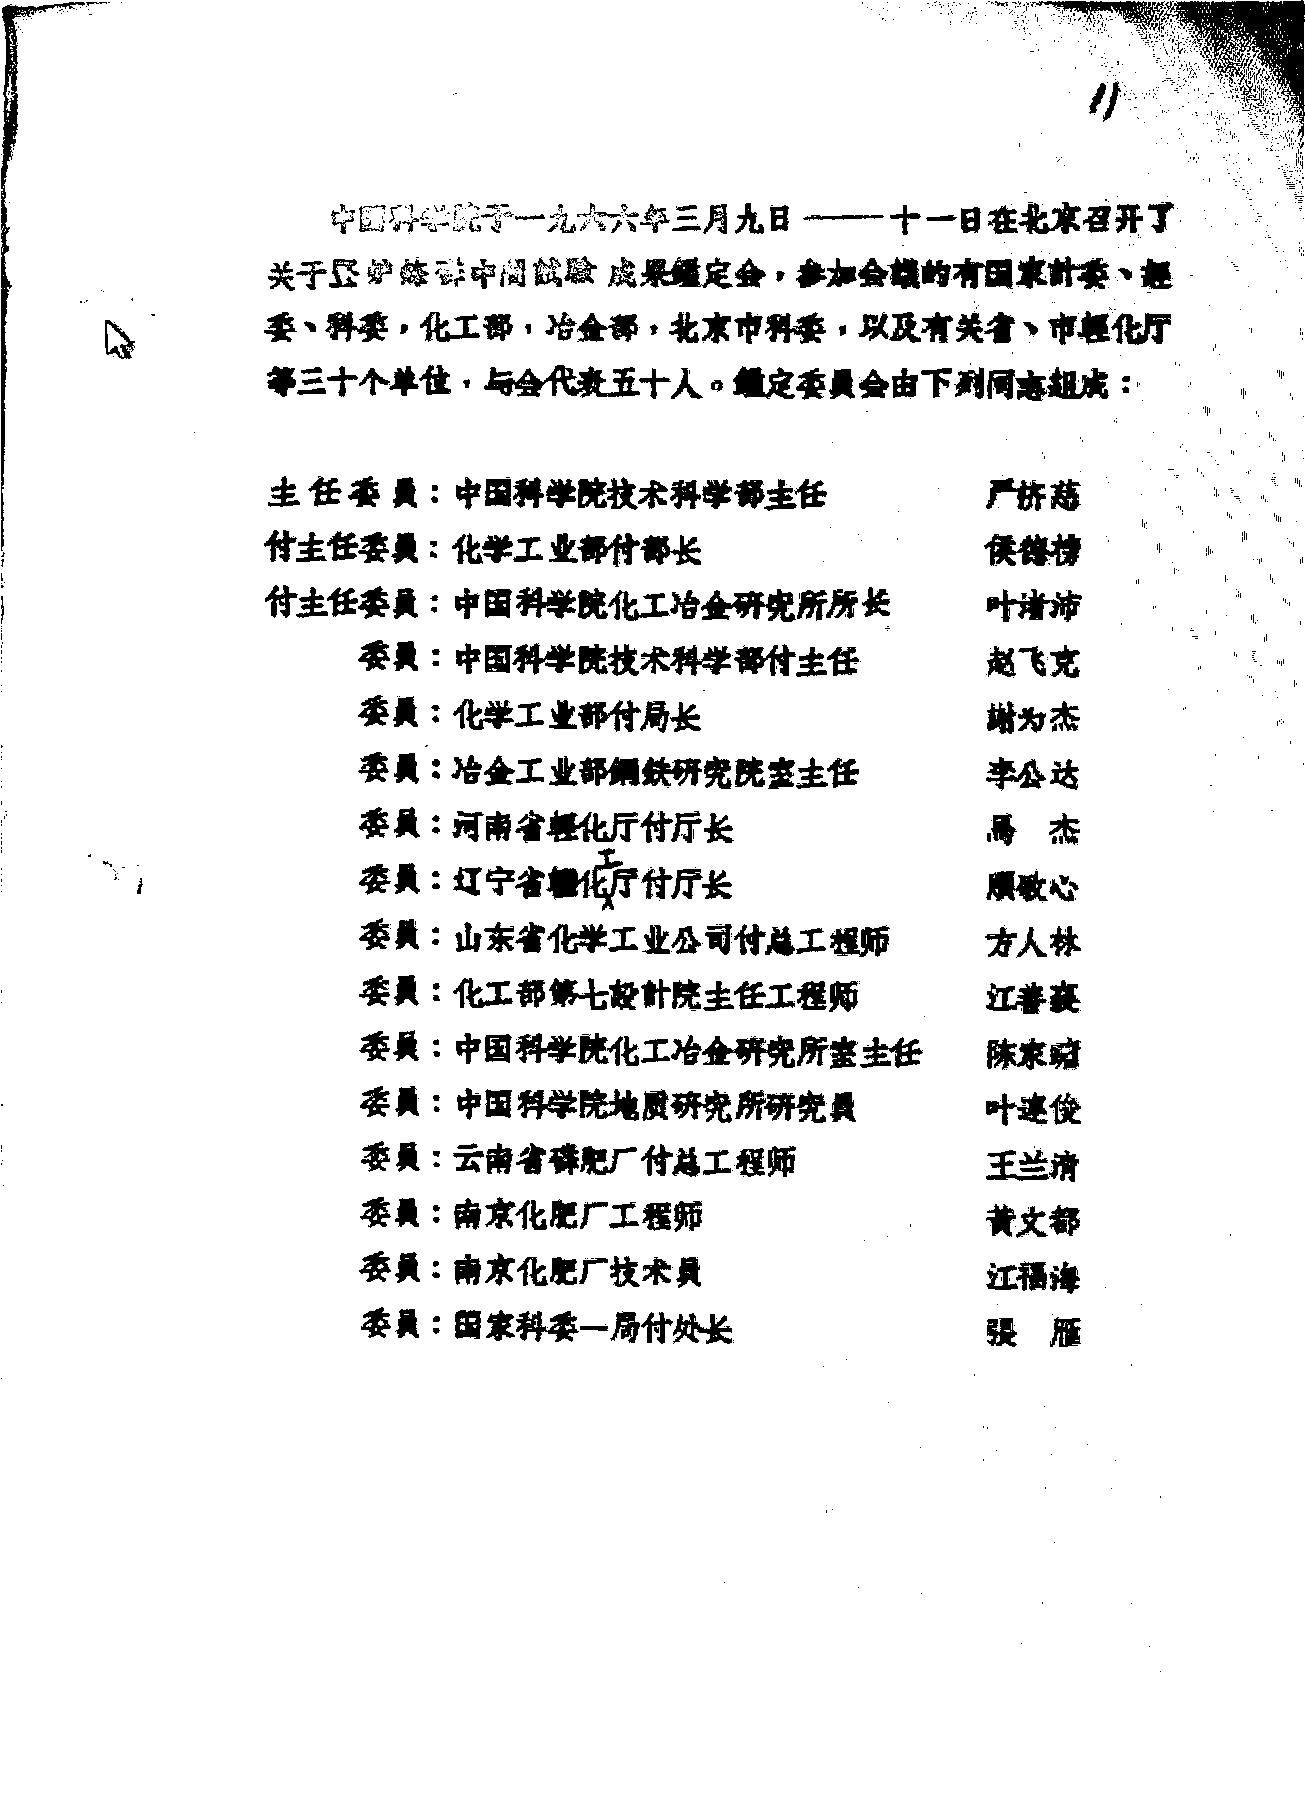 11
中国科学院于一九六六年三月九日——十一日在北京召开了
关于竖炉炼磷中間試驗成果鑑定会，参加会議的有国家計委、經
委、科委，化工部，冶金部，北京市科委，以及有关省、市輕化厅
等三十个单位，与会代表五十人。鑑定委員会由下列同志組成：
主任委員：中国科学院技术科学部主任 严济慈
付主任委員：化学工业部付部长 侯德榜
付主任委員：中国科学院化工冶金研究所所长 叶渚沛
委員：中国科学院技术科学部付主任 赵飞克
委員：化学工业部付局长 謝为杰
委員：冶金工业部鋼鉄研究院室主任 李公达
委員：河南省輕化厅付厅长 馬 杰
委員：辽宁省輕化工厅付厅长 顧敬心
委員：山东省化学工业公司付总工程师 方人林
委員：化工部第七設計院主任工程师 江善襄
委員：中国科学院化工冶金研究所室主任 陈家鏞
委員：中国科学院地质研究所研究員 叶連俊
委員：云南省磷肥厂付总工程师 王兰清
委員：南京化肥厂工程师 黄文都
委員：南京化肥厂技术員 江福海
委員：国家科委一局付处长 張 雁